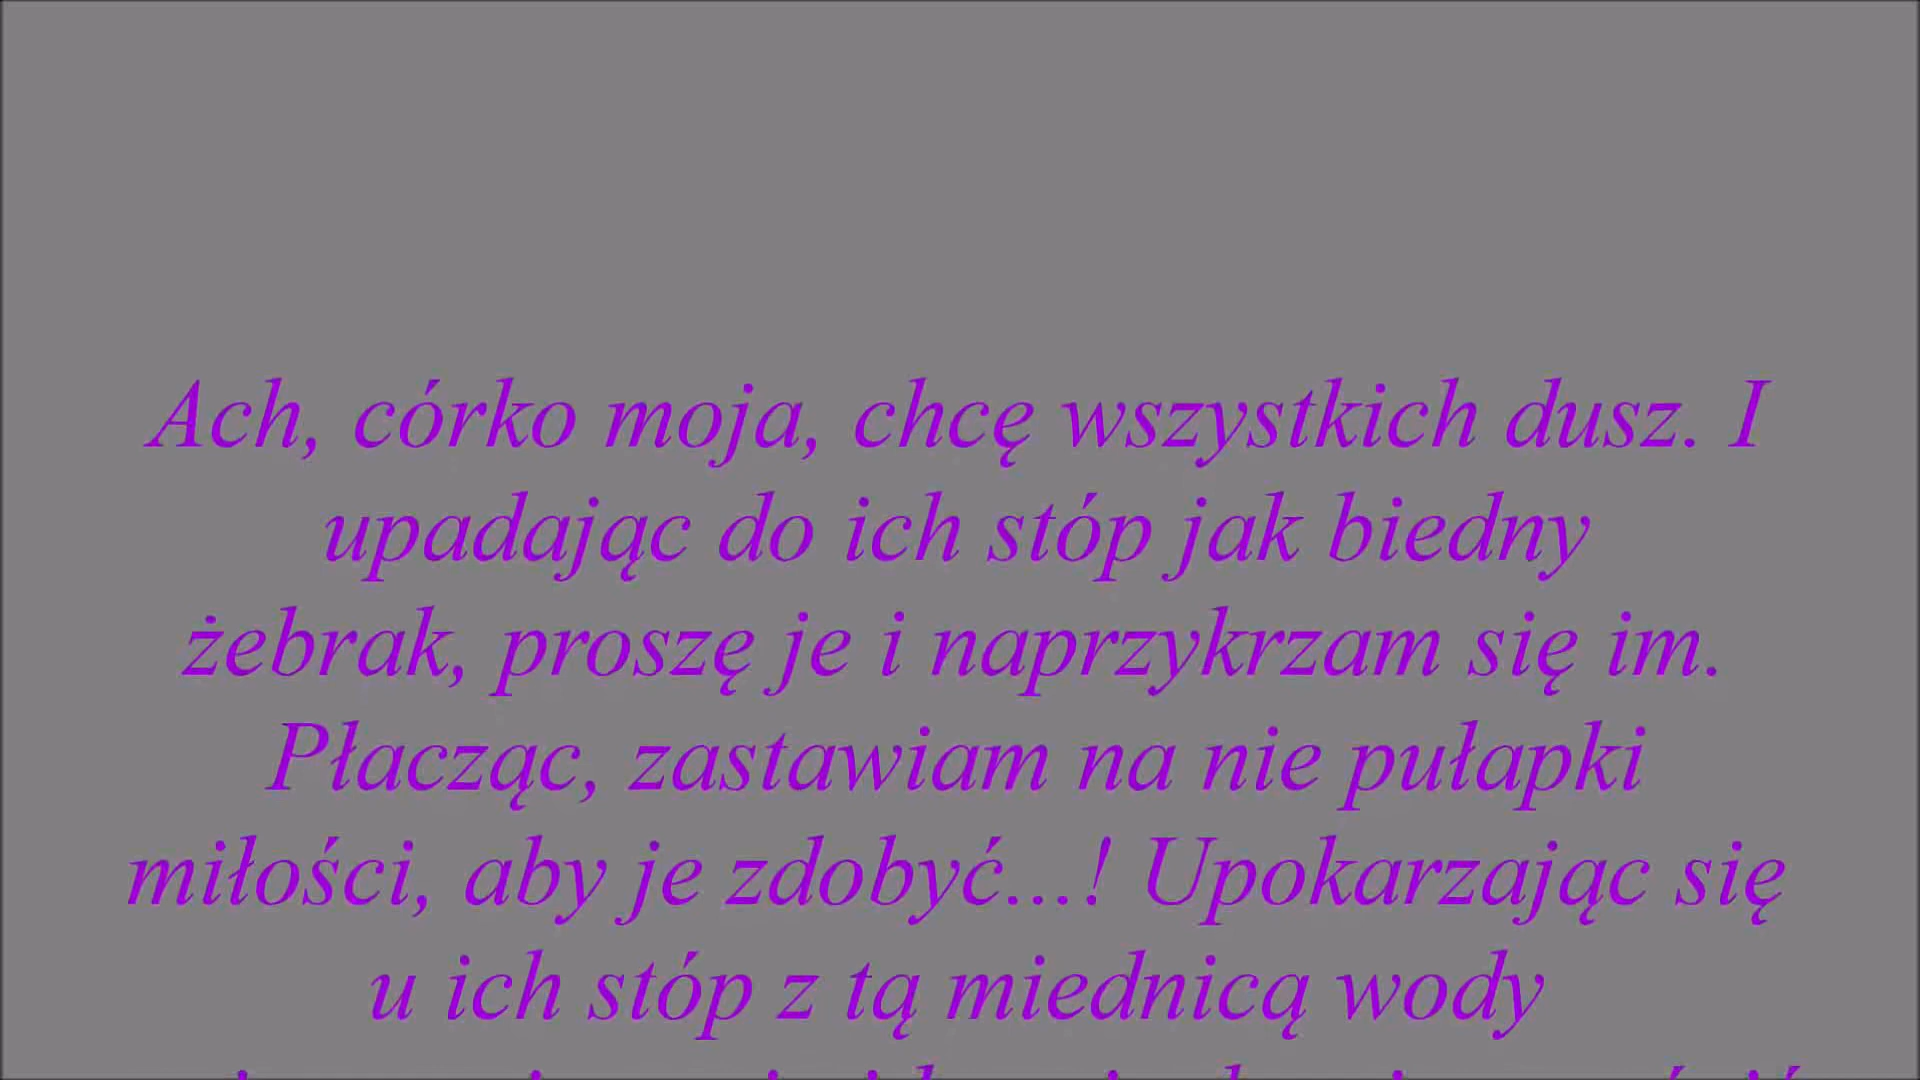 Ach, córko moja, chcę wszystkich dusz. I
upadając do ich stóp jak biedny
żebrak, proszę je i naprzykrzam się im.
Płacząc, zastawiam na nie pułapki
miłości, aby je zdobyć...! Upokarzając się
u ich stóp z tą miednicą wody